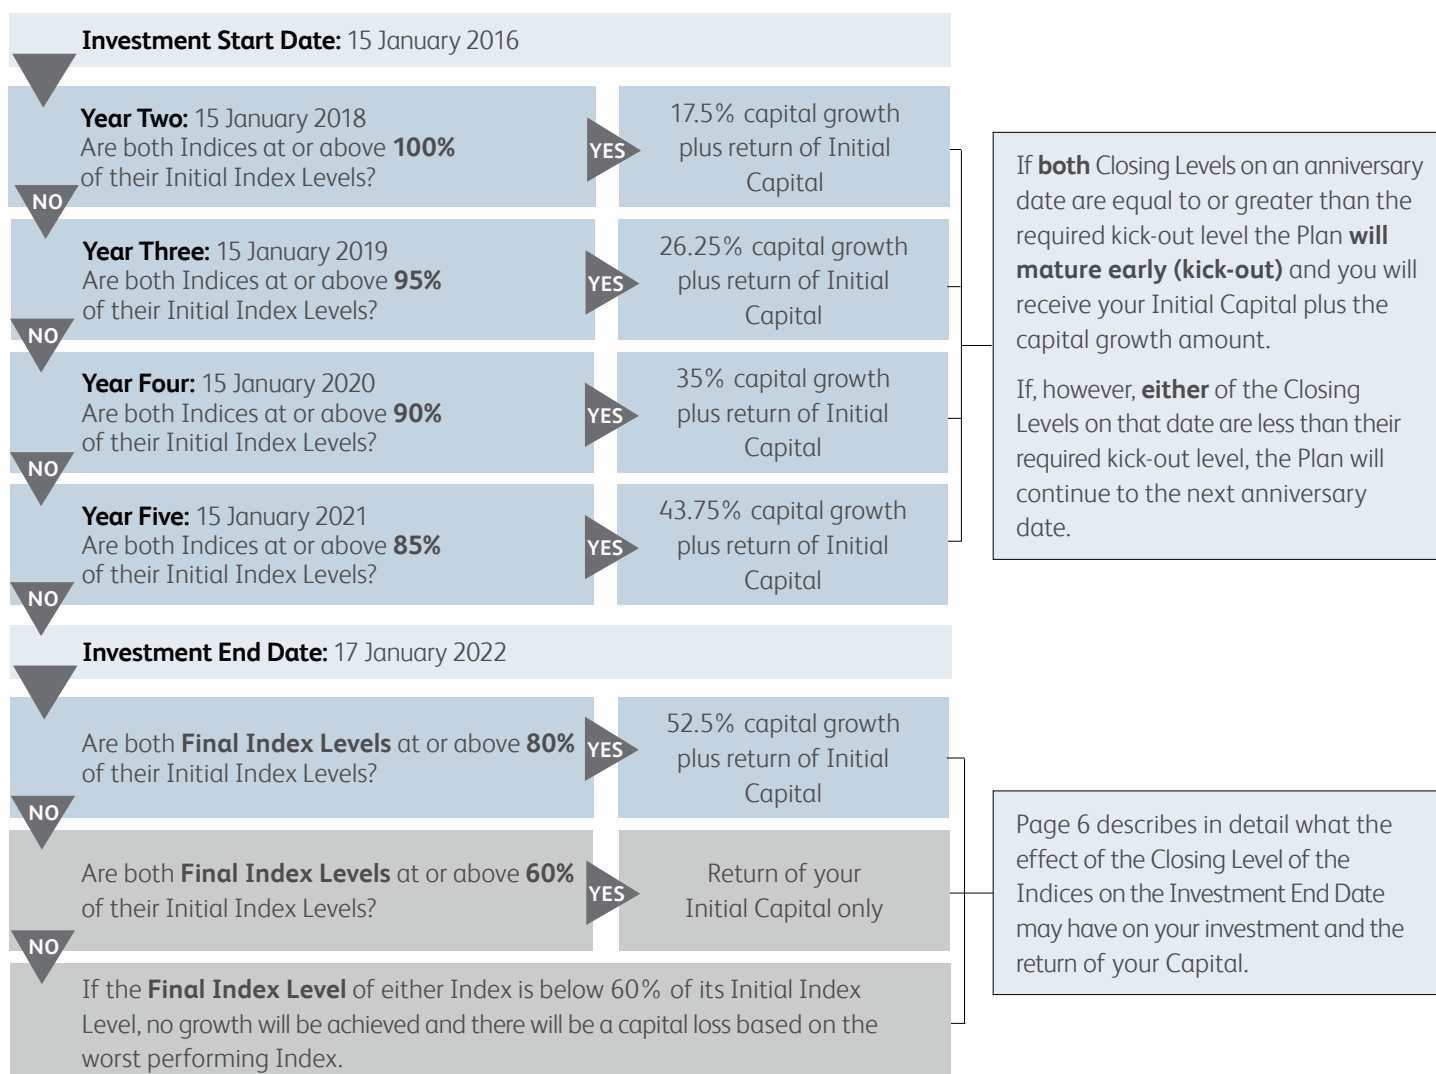 Investment Start Date: 15 January 2016
Year Two: 15 January 2018
Are both Indices at or above 100%
of their Initial Index Levels?
YES
17.5% capital growth
plus return of Initial
Capital
NO
Year Three: 15 January 2019
Are both Indices at or above 95%
of their Initial Index Levels?
YES
26.25% capital growth
plus return of Initial
Capital
NO
Year Four: 15 January 2020
Are both Indices at or above 90%
of their Initial Index Levels?
YES
35% capital growth
plus return of Initial
Capital
NO
Year Five: 15 January 2021
Are both Indices at or above 85%
of their Initial Index Levels?
YES
43.75% capital growth
plus return of Initial
Capital
NO
If both Closing Levels on an anniversary
date are equal to or greater than the
required kick-out level the Plan will
mature early (kick-out) and you will
receive your Initial Capital plus the
capital growth amount.
If, however, either of the Closing
Levels on that date are less than their
required kick-out level, the Plan will
continue to the next anniversary
date.
Investment End Date: 17 January 2022
Are both Final Index Levels at or above 80%
of their Initial Index Levels?
YES
52.5% capital growth
plus return of Initial
Capital
NO
Are both Final Index Levels at or above 60%
of their Initial Index Levels?
YES
Return of your
Initial Capital only
NO
If the Final Index Level of either Index is below 60% of its Initial Index
Level, no growth will be achieved and there will be a capital loss based on the
worst performing Index.
Page 6 describes in detail what the
effect of the Closing Level of the
Indices on the Investment End Date
may have on your investment and the
return of your Capital.